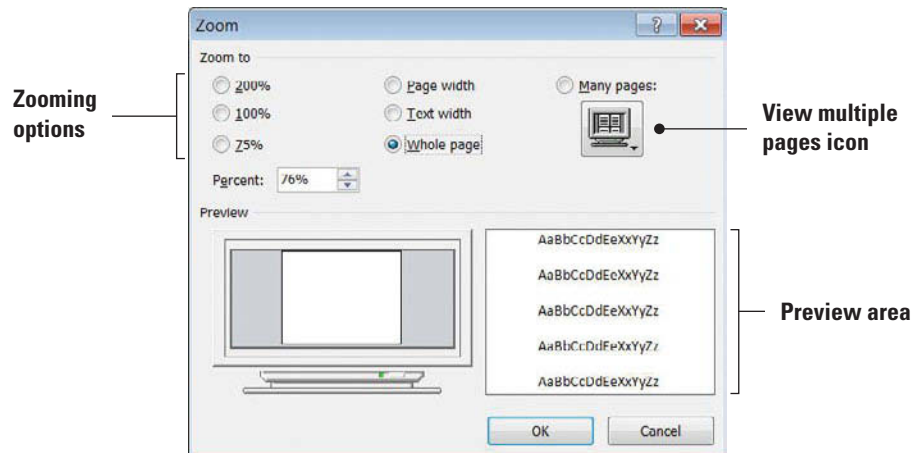 Zoom
Zoom to
200%
Page width
Many pages:
100%
Text width
75%
Whole page
Percent: 76%
Preview
AaBbCcDdEeXxYyZz
AaBbCcDdEeXxYyZz
AaBbCcDdEeXxYyZz
AaBbCcDdEeXxYyZz
AaBbCcDdEeXxYyZz
OK
Cancel
Zooming
options
View multiple
pages icon
Preview area